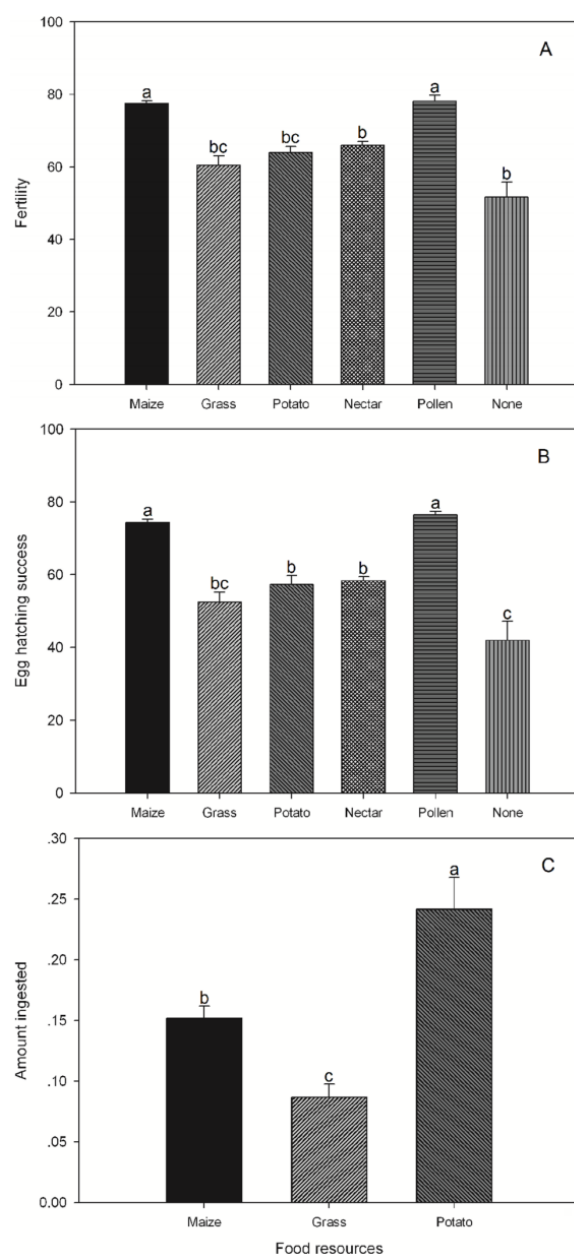 100
A
80
a
a
bc
bc
b
60
b
Fertility
40
20
0
Maize Grass Potato Nectar Pollen None
100
B
80
a
a
bc
b
b
60
c
Egg hatching success
40
20
0
Maize Grass Potato Nectar Pollen None
.30
C
a
.25
.20
b
Amount ingested
.15
c
.10
.05
0.00
Maize Grass Potato
Food resources